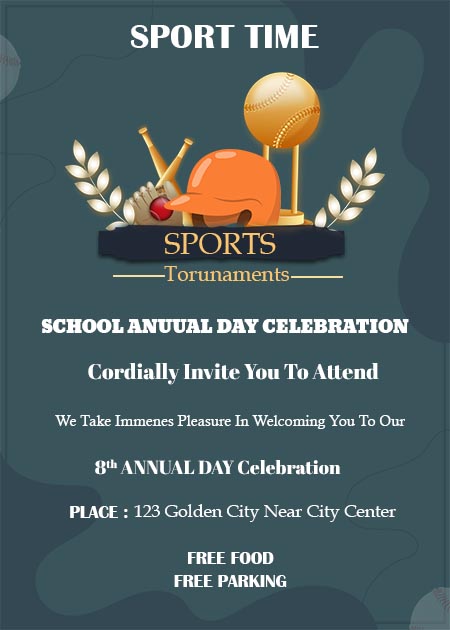 SPORT TIME
SPORTS
Torunaments
SCHOOL ANUUAL DAY CELEBRATION
Cordially Invite You To Attend
We Take Immenes Pleasure In Welcoming You To Our
8th ANNUAL DAY Celebration
PLACE : 123 Golden City Near City Center
FREE FOOD
FREE PARKING